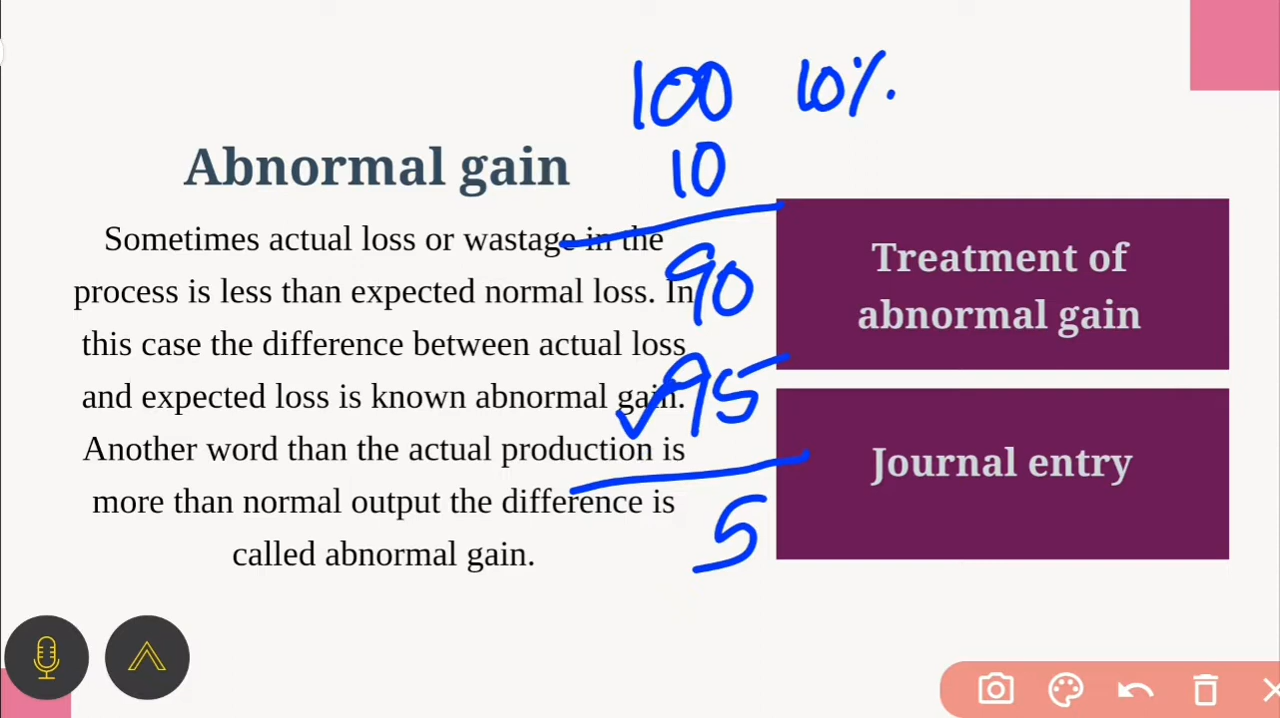 100 10%
10
Abnormal gain
Sometimes actual loss or wastage in the
process is less than expected normal loss. In
this case the difference between actual loss
and expected loss is known abnormal gain.
Another word than the actual production is
more than normal output the difference is
called abnormal gain.
90
95
5
Treatment of
abnormal gain
Journal entry